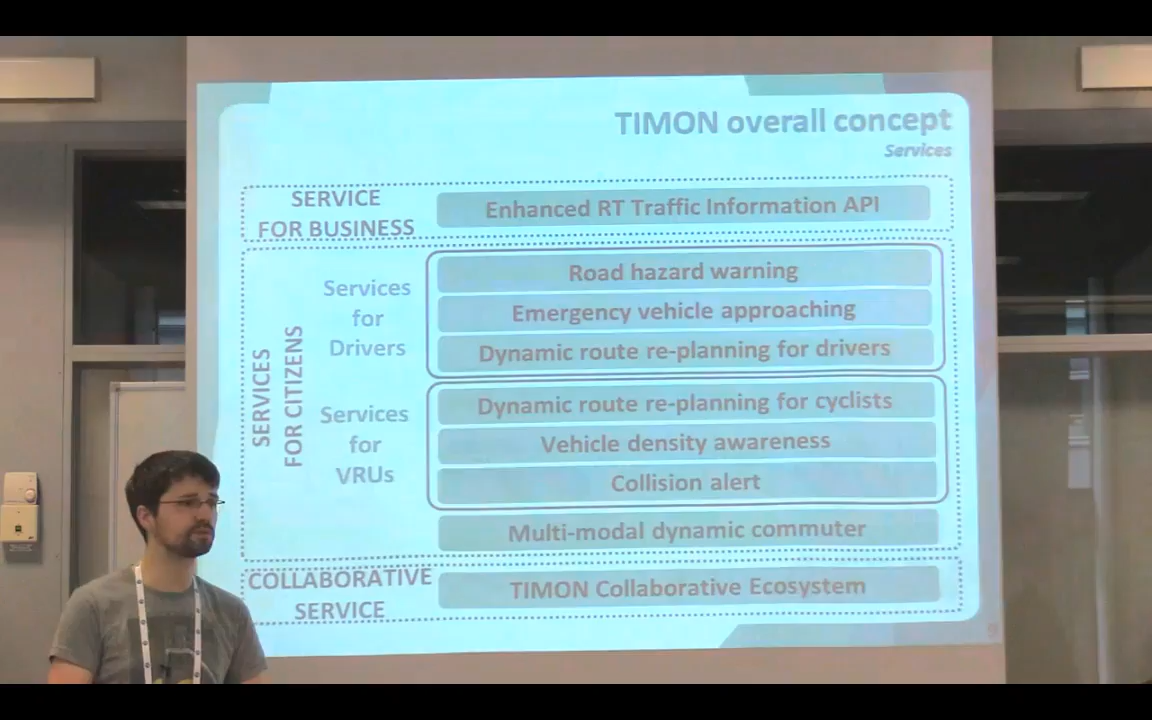 TIMON overall concept
Services
SERVICE
FOR BUSINESS
Enhanced RT Traffic Information API
SERVICES
FOR CITIZENS
Services
for
Drivers
Road hazard warning
Emergency vehicle approaching
Dynamic route re-planning for drivers
Services
for
VRUs
Dynamic route re-planning for cyclists
Vehicle density awareness
Collision alert
Multi-modal dynamic commuter
COLLABORATIVE
SERVICE
TIMON Collaborative Ecosystem